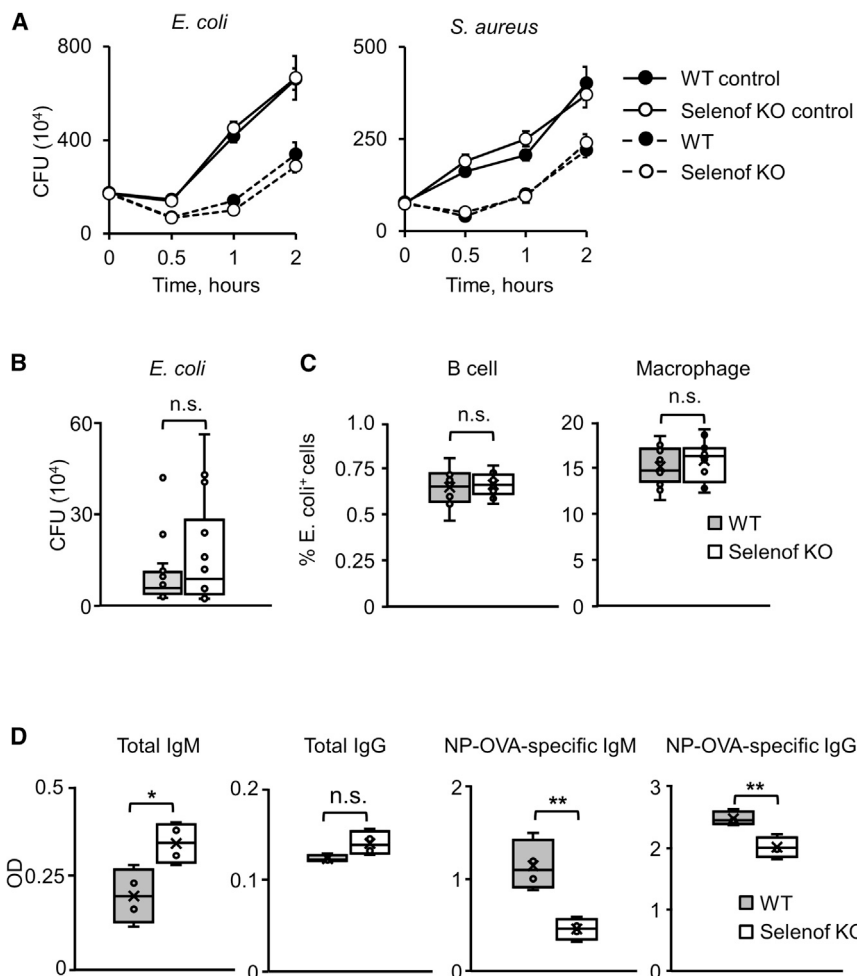 A
E. coli
S. aureus
800
400
0
CFU (10⁴)
0 0.5 1 2
Time, hours
500
250
0
0 0.5 1 2
Time, hours
WT control
Selenof KO control
WT
Selenof KO
B
E. coli
n.s.
60
30
0
CFU (10⁴)
C
B cell
Macrophage
n.s.
n.s.
1.0
0.75
0.5
0.25
0
% E. coli⁺ cells
20
15
10
5
0
WT
Selenof KO
D
Total IgM
Total IgG
NP-OVA-specific IgM
NP-OVA-specific IgG
0.5
0.25
0
OD
*
0.2
0.1
0
n.s.
2
1
0
**
3
2
1
0
**
WT
Selenof KO